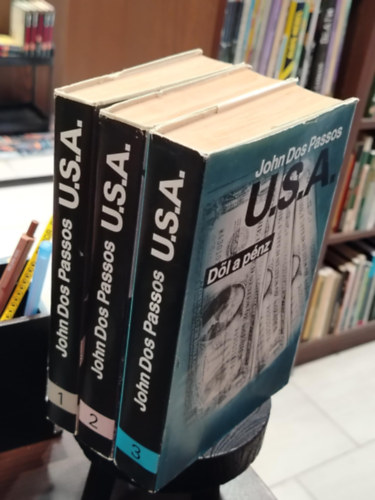 John Dos Passos U.S.A.
1
John Dos Passos U.S.A.
2
John Dos Passos U.S.A.
3
John Dos Passos
U.S.A.
Dől a pénz